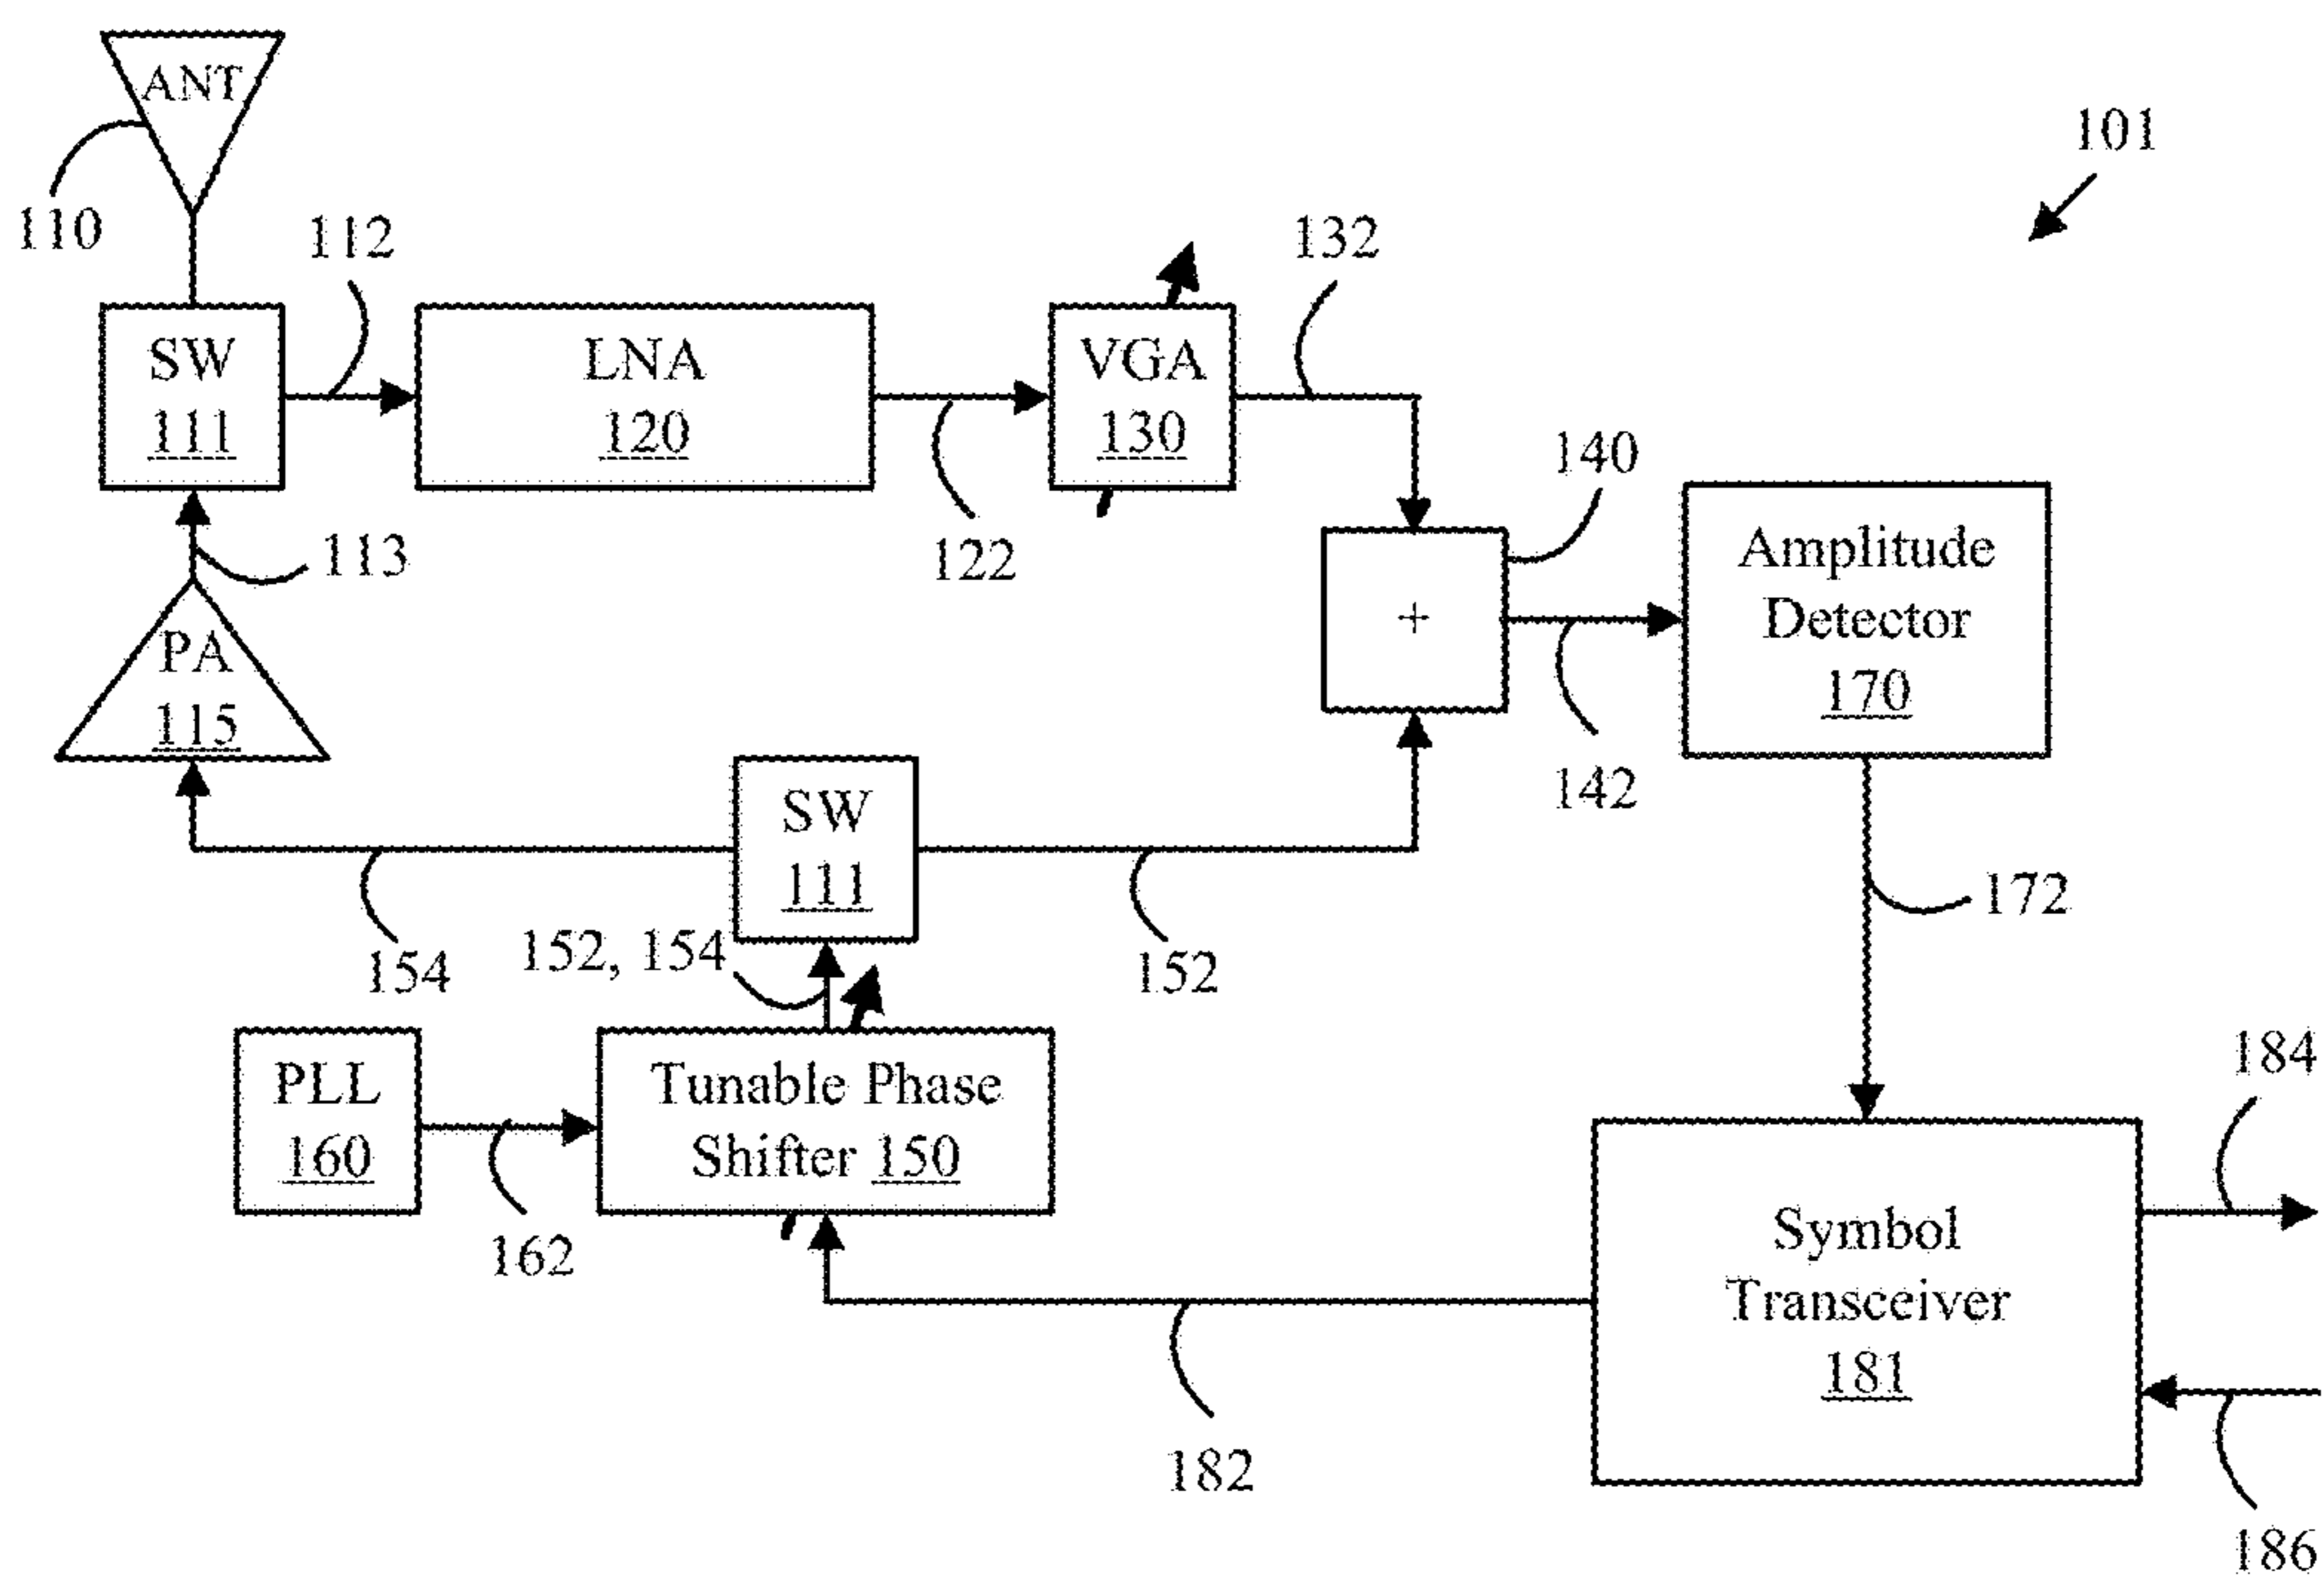 ANT
101
110
112
132
SW
111
LNA
120
VGA
130
140
113
122
Amplitude
Detector
170
+
PA
115
142
SW
111
172
154
152, 154
152
184
PLL
160
Tunable Phase
Shifter 150
162
Symbol
Transceiver
181
182
186